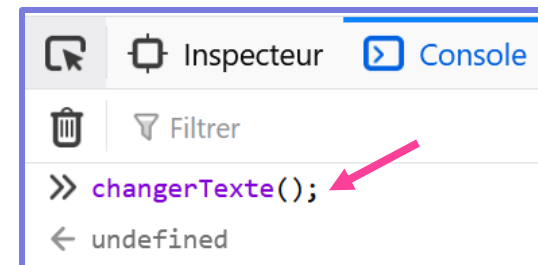 Inspecteur Console
Filtrer
» changerTexte();
← undefined